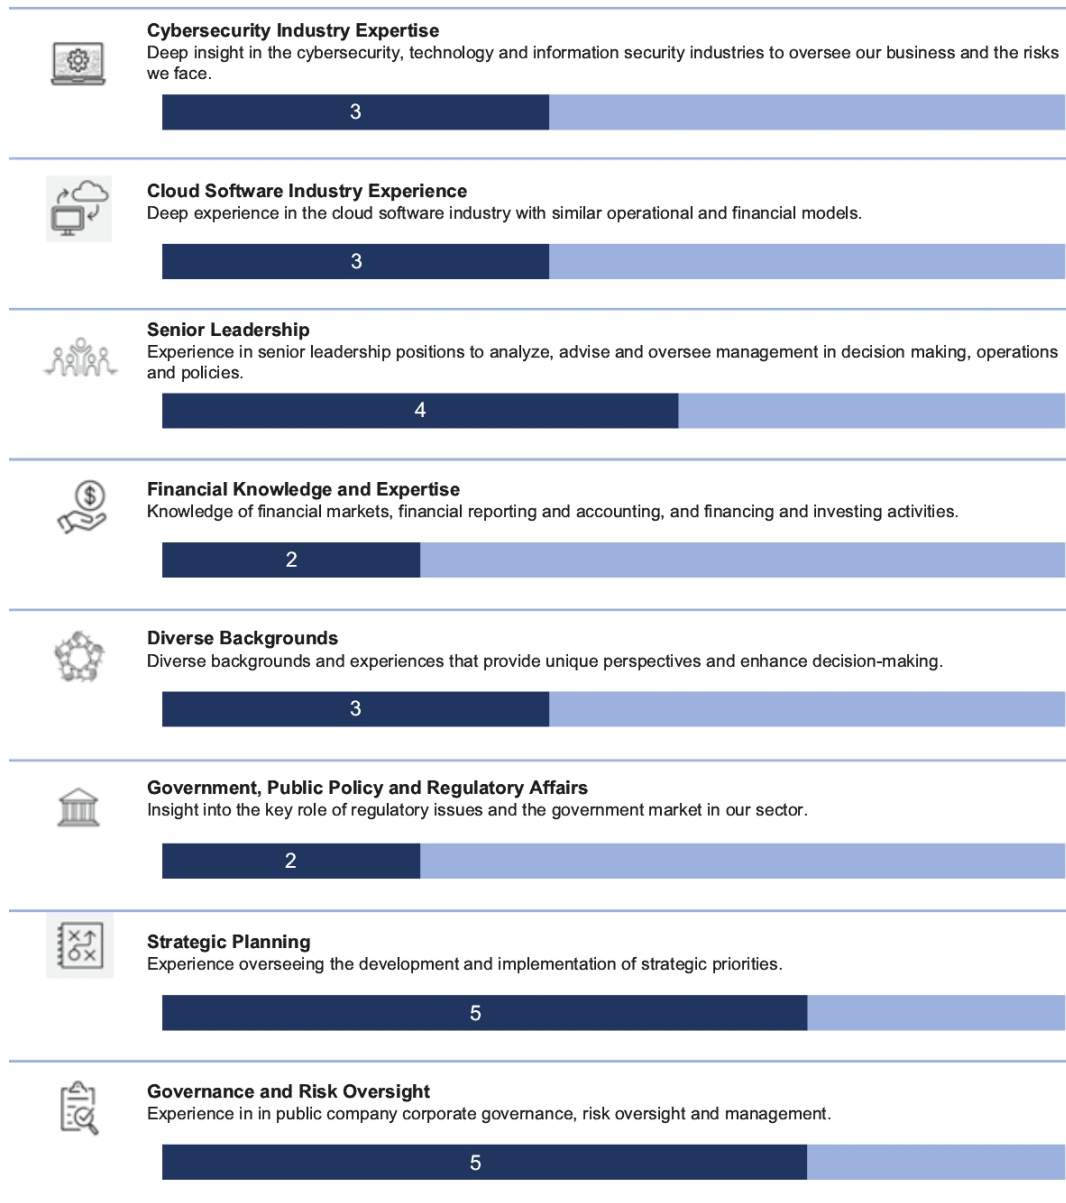 Cybersecurity Industry Expertise
Deep insight in the cybersecurity, technology and information security industries to oversee our business and the risks
we face.
3
Cloud Software Industry Experience
Deep experience in the cloud software industry with similar operational and financial models.
3
Senior Leadership
Experience in senior leadership positions to analyze, advise and oversee management in decision making, operations
and policies.
4
Financial Knowledge and Expertise
Knowledge of financial markets, financial reporting and accounting, and financing and investing activities.
2
Diverse Backgrounds
Diverse backgrounds and experiences that provide unique perspectives and enhance decision-making.
3
Government, Public Policy and Regulatory Affairs
Insight into the key role of regulatory issues and the government market in our sector.
2
Strategic Planning
Experience overseeing the development and implementation of strategic priorities.
5
Governance and Risk Oversight
Experience in in public company corporate governance, risk oversight and management.
5